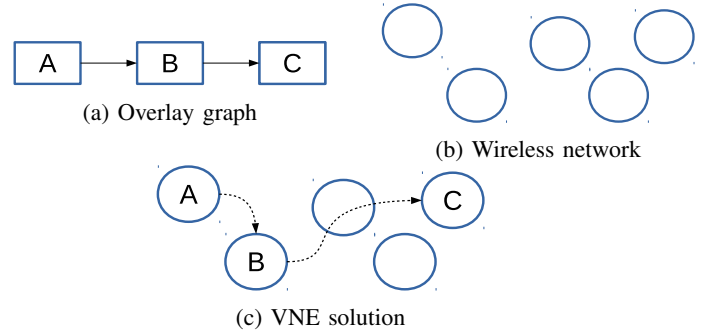 A B C
(a) Overlay graph
(b) Wireless network
A
C
B
(c) VNE solution